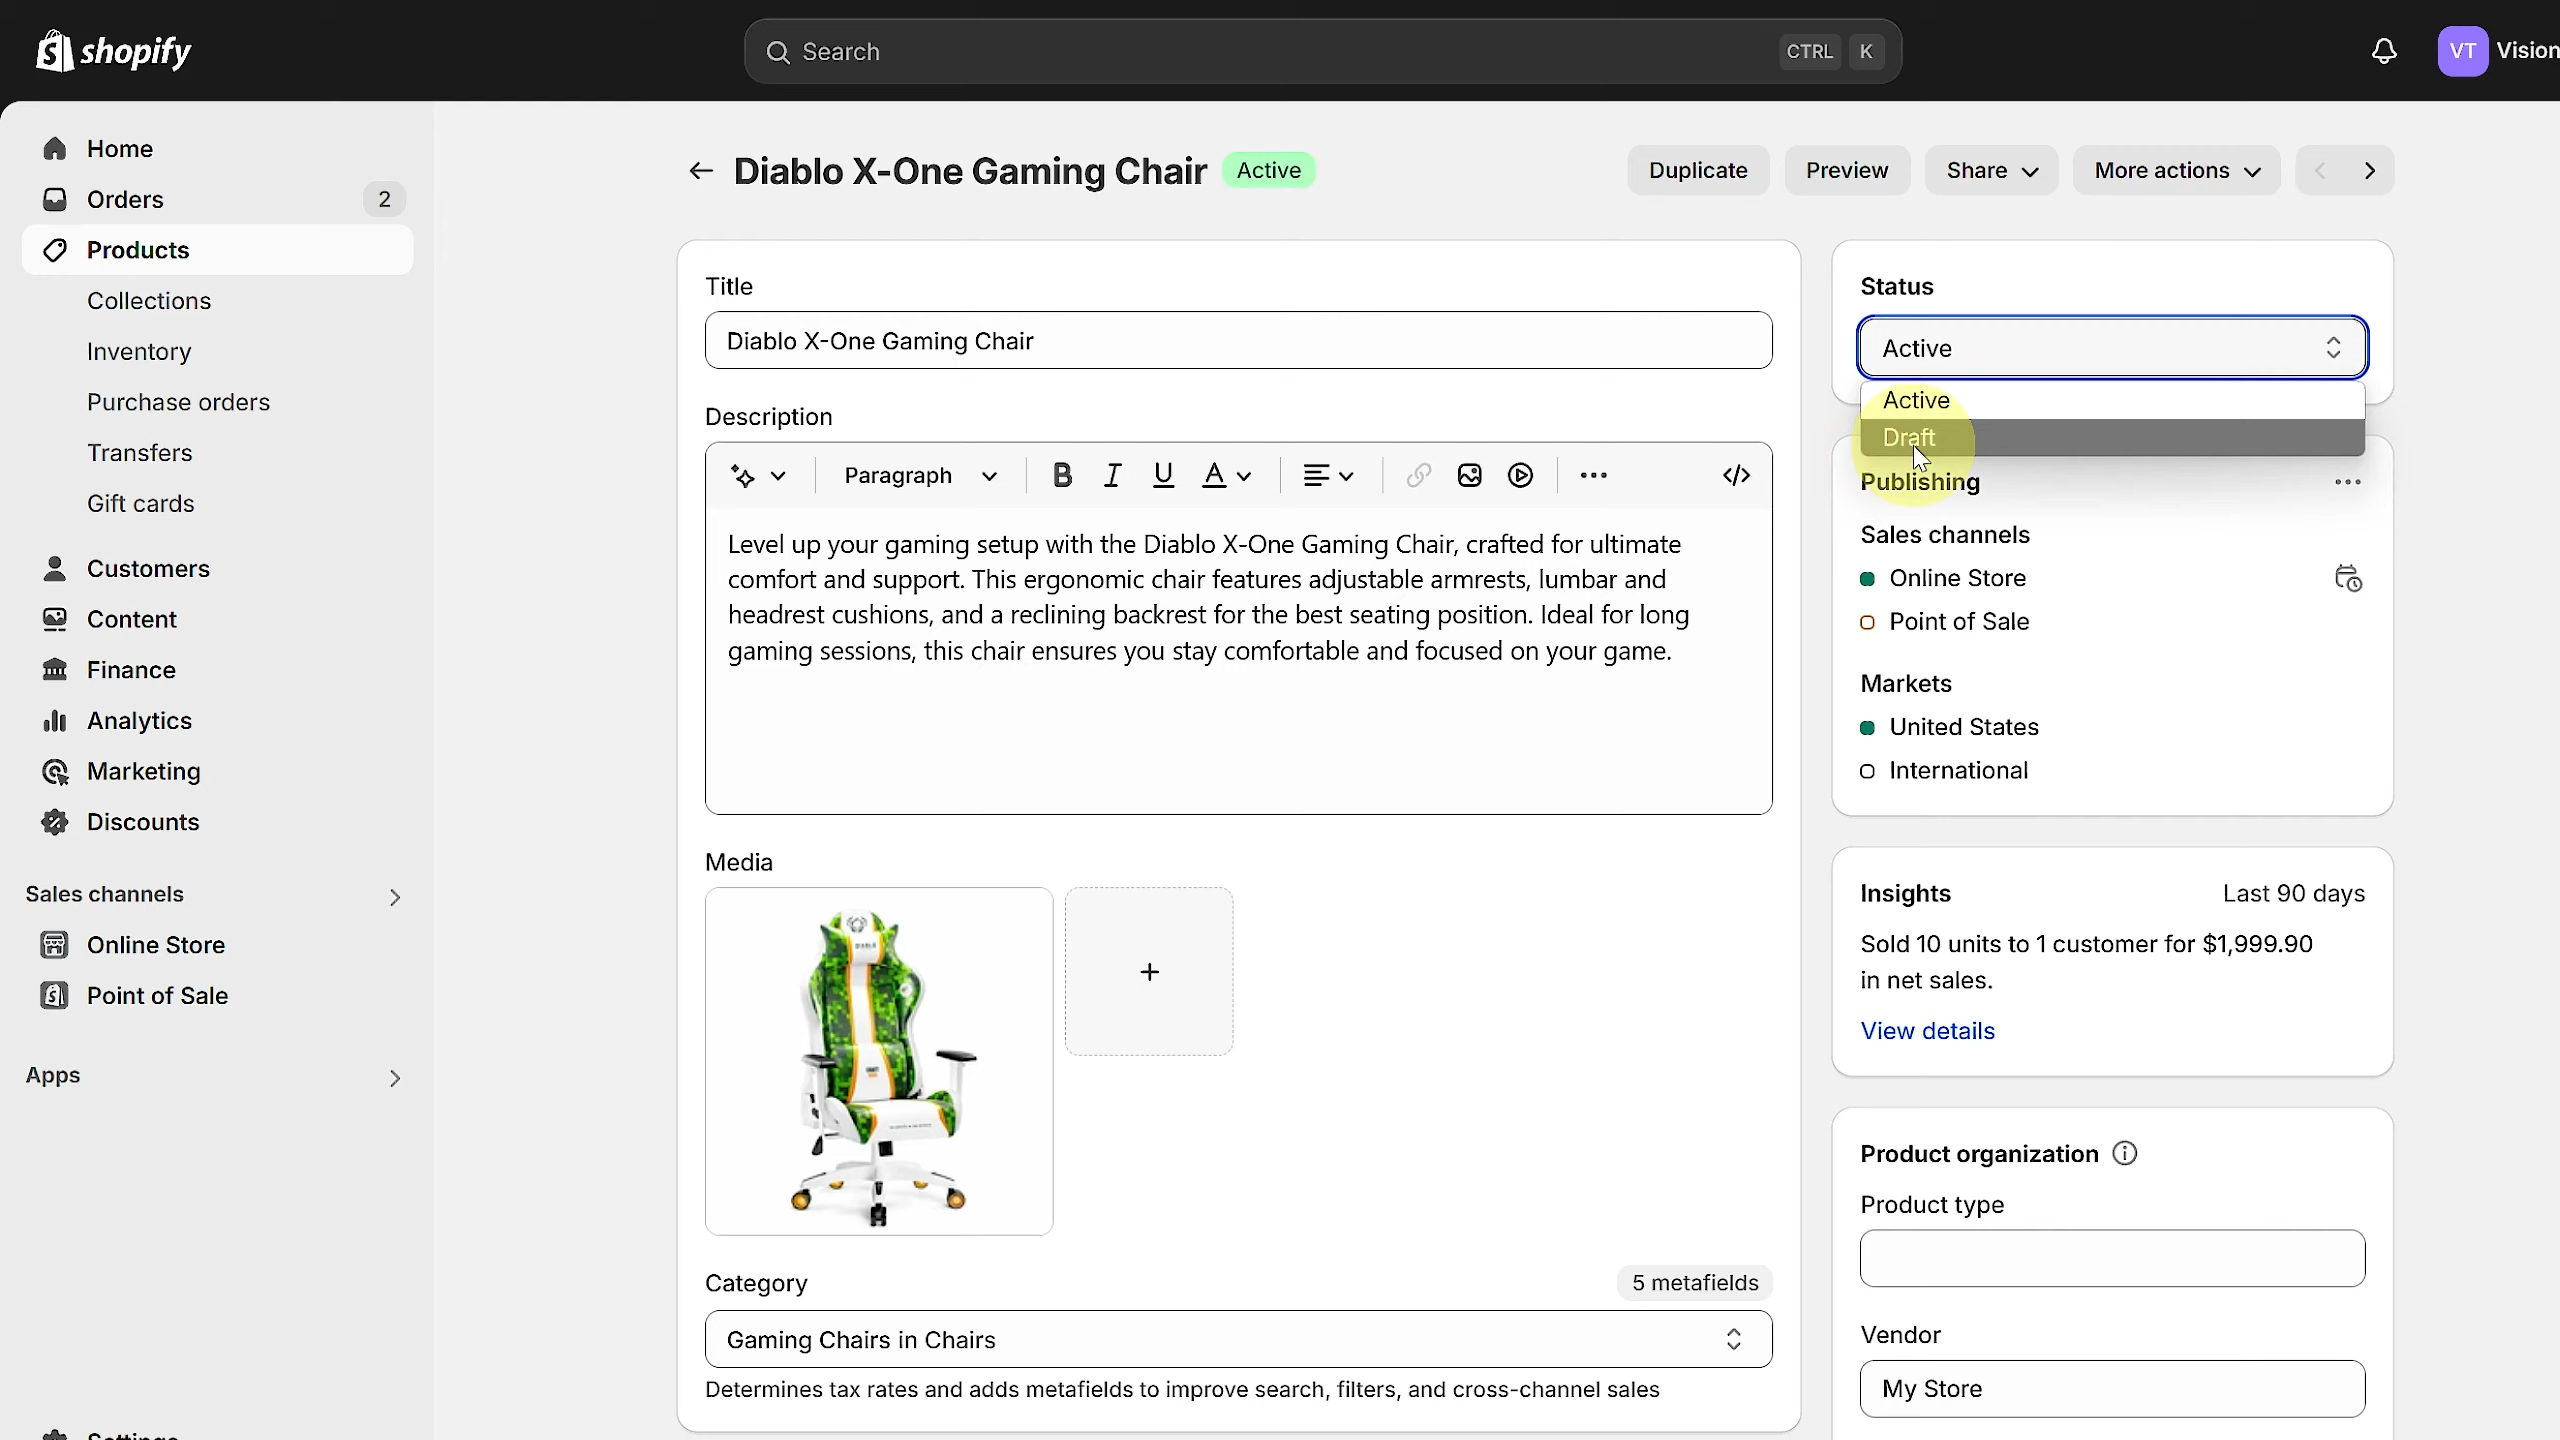 shopify
Search
CTRL K
VT Vision
Home
Orders 2
Products
Collections
Inventory
Purchase orders
Transfers
Gift cards
Customers
Content
Finance
Analytics
Marketing
Discounts
Sales channels
Online Store
Point of Sale
Apps
Diablo X-One Gaming Chair Active
Duplicate Preview Share More actions
Title
Diablo X-One Gaming Chair
Description
Paragraph
Level up your gaming setup with the Diablo X-One Gaming Chair, crafted for ultimate
comfort and support. This ergonomic chair features adjustable armrests, lumbar and
headrest cushions, and a reclining backrest for the best seating position. Ideal for long
gaming sessions, this chair ensures you stay comfortable and focused on your game.
Media
Category 5 metafields
Gaming Chairs in Chairs
Determines tax rates and adds metafields to improve search, filters, and cross-channel sales
Status
Active
Active
Draft
Publishing
Sales channels
Online Store
Point of Sale
Markets
United States
International
Insights Last 90 days
Sold 10 units to 1 customer for $1,999.90
in net sales.
View details
Product organization
Product type
Vendor
My Store